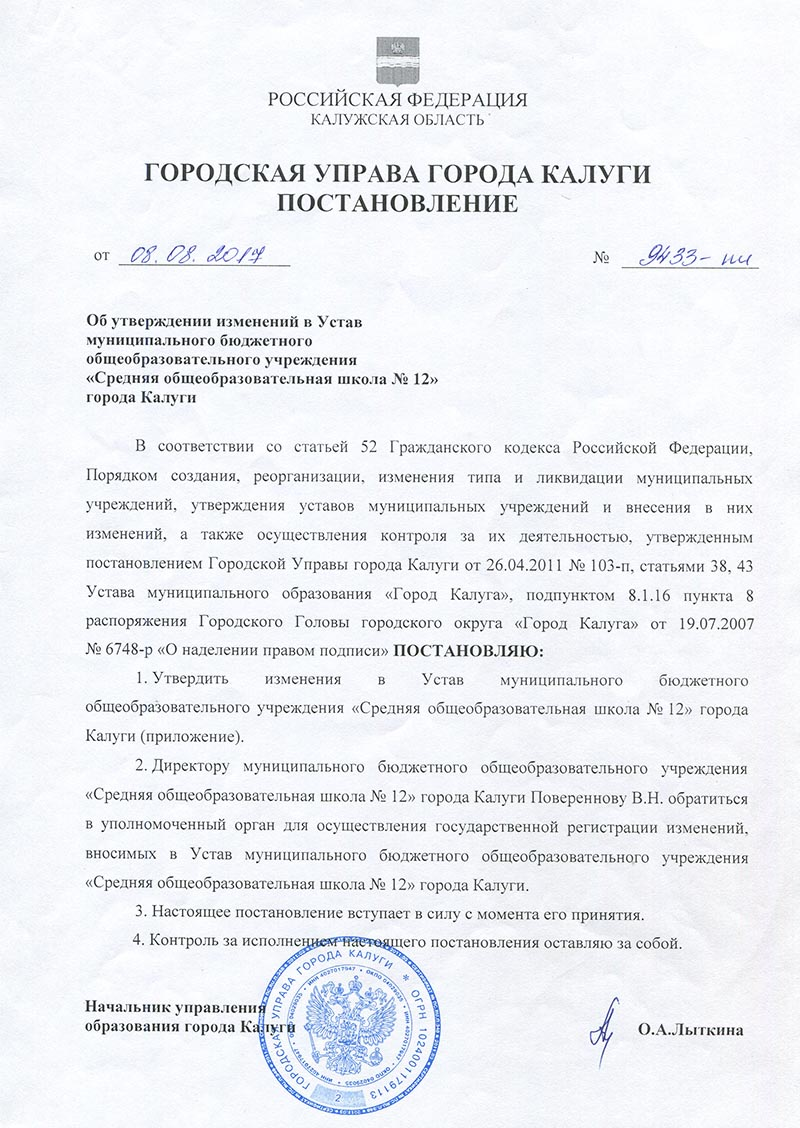 РОССИЙСКАЯ ФЕДЕРАЦИЯ
КАЛУЖСКАЯ ОБЛАСТЬ
ГОРОДСКАЯ УПРАВА ГОРОДА КАЛУГИ
ПОСТАНОВЛЕНИЕ
от 08.08.2017 № 9433-пи
Об утверждении изменений в Устав
муниципального бюджетного
общеобразовательного учреждения
«Средняя общеобразовательная школа № 12»
города Калуги
В соответствии со статьей 52 Гражданского кодекса Российской Федерации,
Порядком создания, реорганизации, изменения типа и ликвидации муниципальных
учреждений, утверждения уставов муниципальных учреждений и внесения в них
изменений, а также осуществления контроля за их деятельностью, утвержденным
постановлением Городской Управы города Калуги от 26.04.2011 № 103-п, статьями 38, 43
Устава муниципального образования «Город Калуга», подпунктом 8.1.16 пункта 8
распоряжения Городского Головы городского округа «Город Калуга» от 19.07.2007
№ 6748-р «О наделении правом подписи» ПОСТАНОВЛЯЮ:
1. Утвердить изменения в Устав муниципального бюджетного
общеобразовательного учреждения «Средняя общеобразовательная школа № 12» города
Калуги (приложение).
2. Директору муниципального бюджетного общеобразовательного учреждения
«Средняя общеобразовательная школа № 12» города Калуги Повереннову В.Н. обратиться
в уполномоченный орган для осуществления государственной регистрации изменений,
вносимых в Устав муниципального бюджетного общеобразовательного учреждения
«Средняя общеобразовательная школа № 12» города Калуги.
3. Настоящее постановление вступает в силу с момента его принятия.
4. Контроль за исполнением настоящего постановления оставляю за собой.
Начальник управления
образования города Калуги О.А.Лыткина
ГОРОДСКАЯ УПРАВА ГОРОДА КАЛУГИ * ОГРН 1024001179113
ИНН 4027017947 * ОКПО 04029035
2